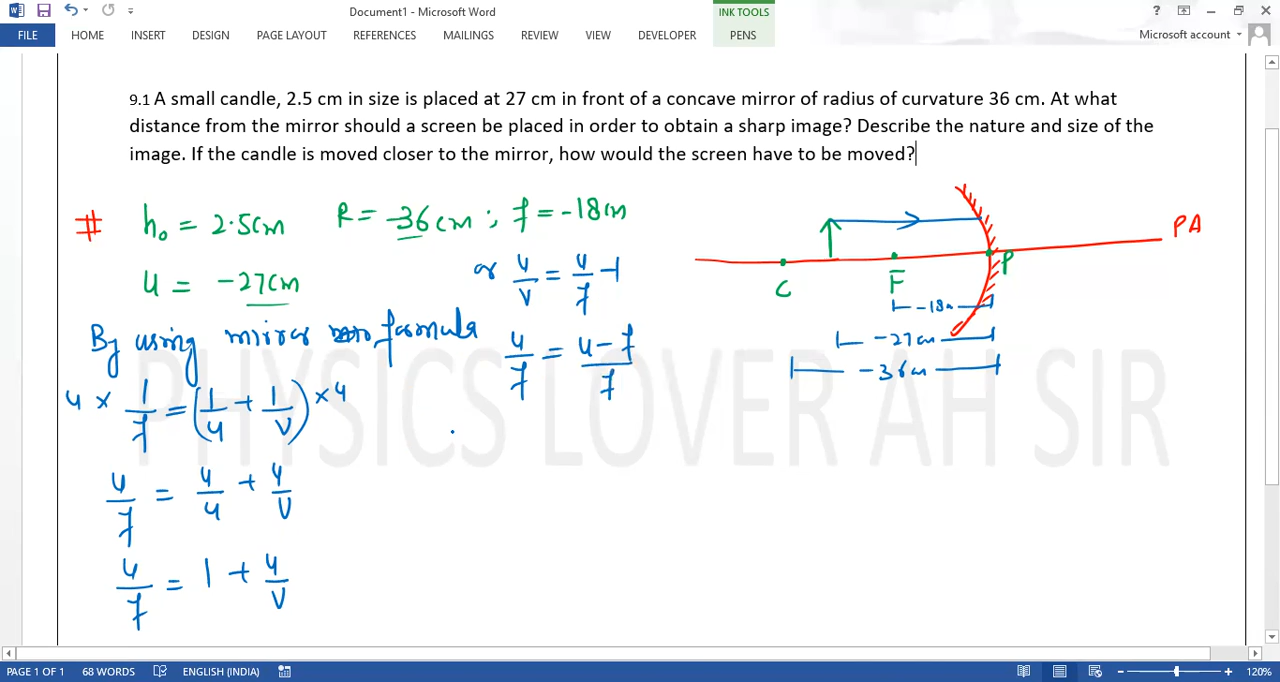 Document1 - Microsoft Word
INK TOOLS
?
FILE HOME INSERT DESIGN PAGE LAYOUT REFERENCES MAILINGS REVIEW VIEW DEVELOPER PENS Microsoft account
9.1 A small candle, 2.5 cm in size is placed at 27 cm in front of a concave mirror of radius of curvature 36 cm. At what
distance from the mirror should a screen be placed in order to obtain a sharp image? Describe the nature and size of the
image. If the candle is moved closer to the mirror, how would the screen have to be moved?
# h₀ = 2.5cm R = -36cm ; f = -18cm
u = -27cm
or u/v = u/f - 1
By using mirror formula
u/f = u - f/f
u × 1/f = (1/u + 1/v) × u
u/f = u/u + u/v
u/f = 1 + u/v
PA
P
F
C
-18
-27cm
-36cm
PHYSICS LOVER AH SIR
PAGE 1 OF 1 68 WORDS ENGLISH (INDIA) 120%